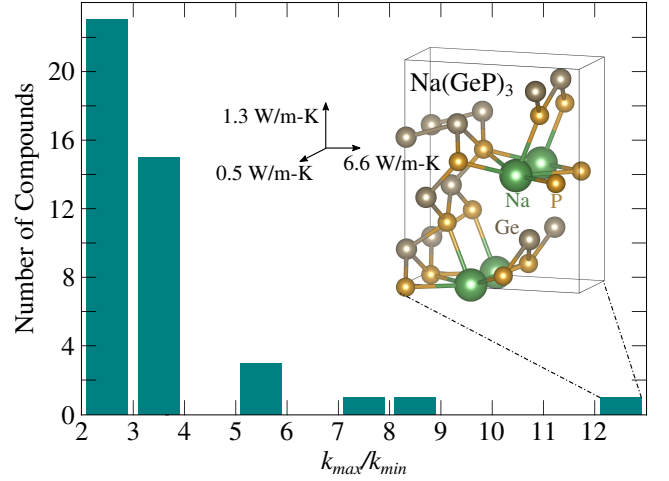 Number of Compounds
20
16
12
8
4
0
Na(GeP)3
1.3 W/m-K
6.6 W/m-K
0.5 W/m-K
Na
P
Ge
2 3 4 5 6 7 8 9 10 11 12
kmax/kmin